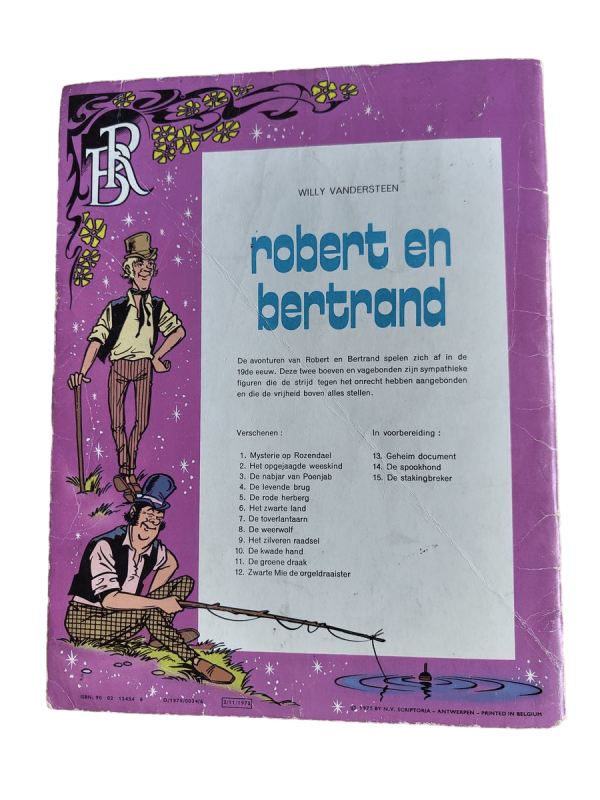 BR
WILLY VANDERSTEEN
robert en
bertrand
De avonturen van Robert en Bertrand spelen zich af in de
19de eeuw. Deze twee boeven en vagebonden zijn sympathieke
figuren die de strijd tegen het onrecht hebben aangebonden
en die de vrijheid boven alles stellen.
Verschenen :
1. Mysterie op Rozendael
2. Het opgejaagde weeskind
3. De nabjar van Poenjab
4. De levende brug
5. De rode herberg
6. Het zwarte land
7. De toverlantaarn
8. De weerwolf
9. Het zilveren raadsel
10. De kwade hand
11. De groene draak
12. Zwarte Mie de orgeldraaister
In voorbereiding :
13. Geheim document
14. De spookhond
15. De stakingbreker
ISBN: 90 02
© 1975 BY N.V. SCRIPTORIA – ANTWERPEN – PRINTED IN BELGIUM